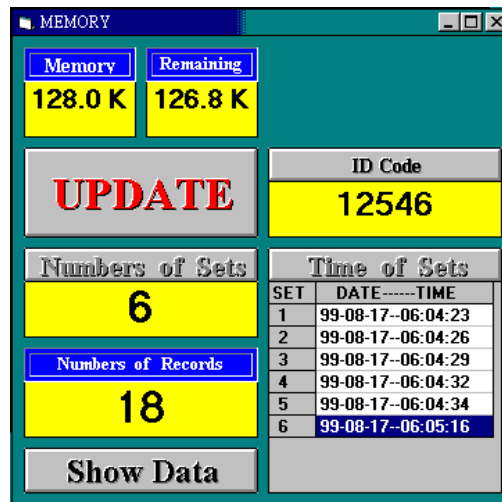 MEMORY
Memory Remaining
128.0 K 126.8 K
UPDATE
ID Code
12546
Numbers of Sets
6
Numbers of Records
18
Show Data
Time of Sets
SET DATE------TIME
1 99-08-17--06:04:23
2 99-08-17--06:04:26
3 99-08-17--06:04:29
4 99-08-17--06:04:32
5 99-08-17--06:04:34
6 99-08-17--06:05:16